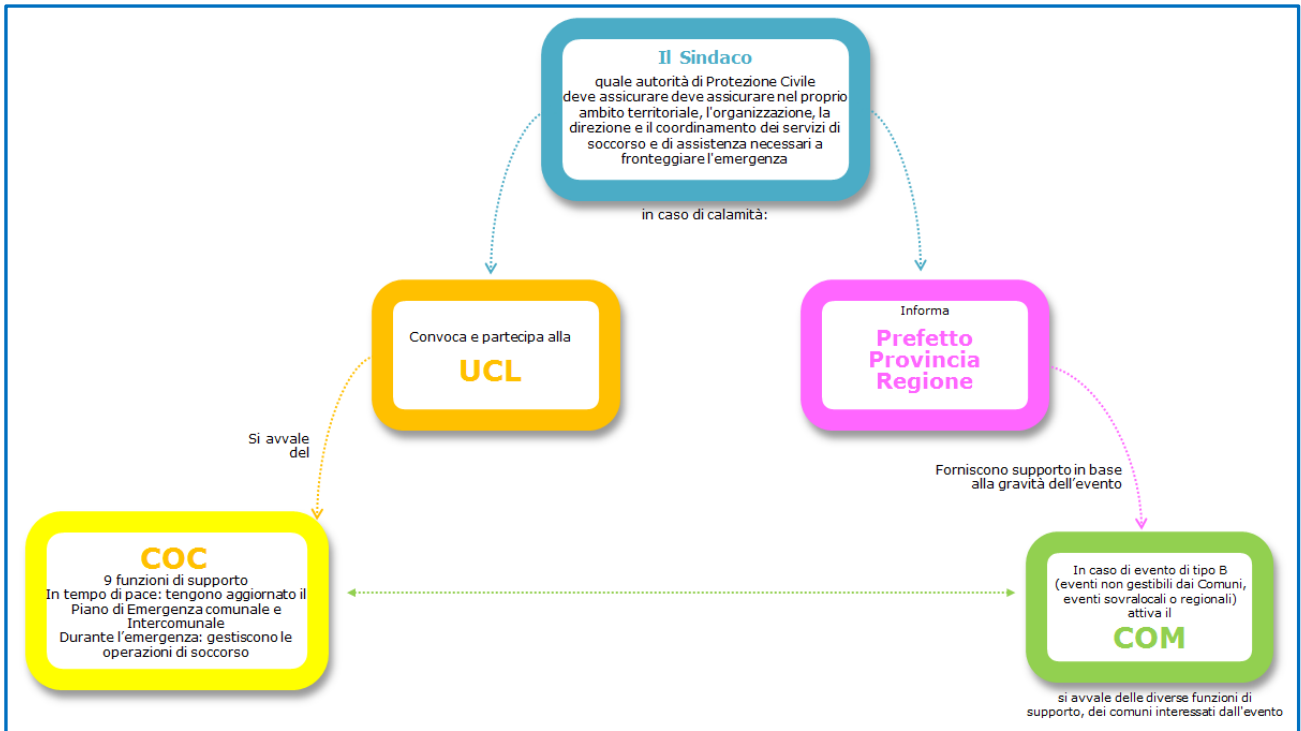 Il Sindaco
quale autorità di Protezione Civile
deve assicurare deve assicurare nel proprio
ambito territoriale, l'organizzazione, la
direzione e il coordinamento dei servizi di
soccorso e di assistenza necessari a
fronteggiare l'emergenza
in caso di calamità:
Convoca e partecipa alla
UCL
Informa
Prefetto
Provincia
Regione
Si avvale
del
Forniscono supporto in base
alla gravità dell’evento
COC
9 funzioni di supporto
In tempo di pace: tengono aggiornato il
Piano di Emergenza comunale e
Intercomunale
Durante l’emergenza: gestiscono le
operazioni di soccorso
In caso di evento di tipo B
(eventi non gestibili dai Comuni,
eventi sovralocali o regionali)
attiva il
COM
si avvale delle diverse funzioni di
supporto, dei comuni interessati dall'evento